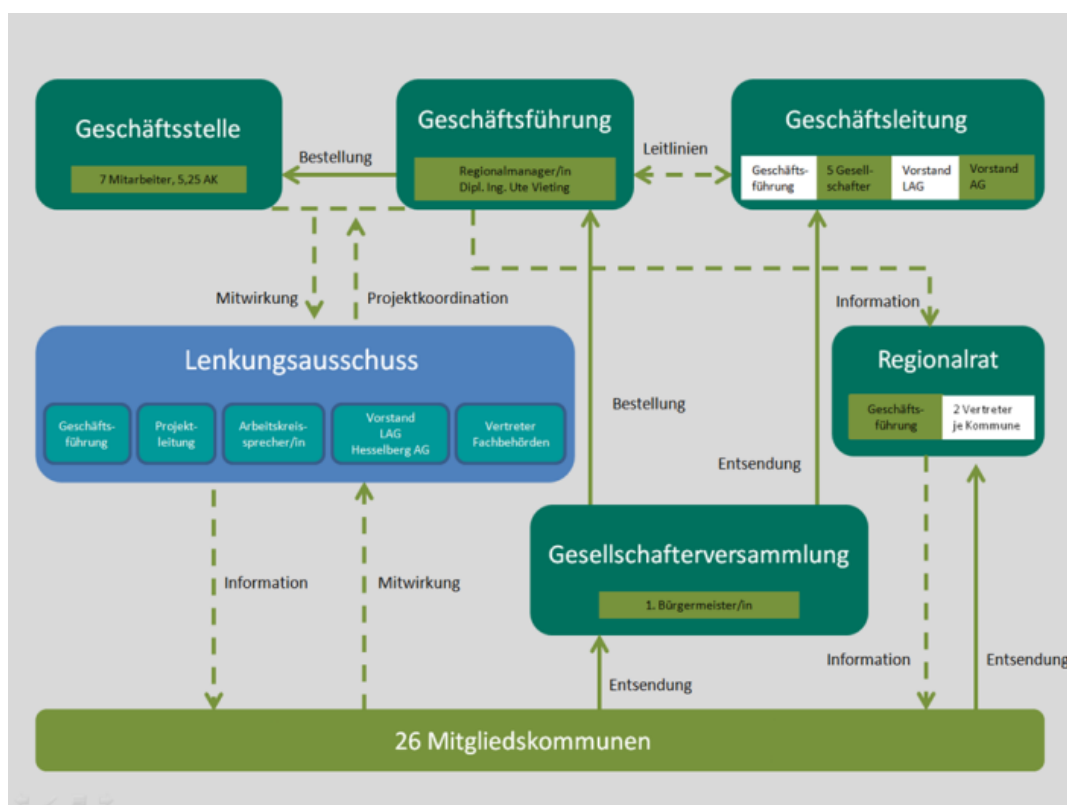 Geschäftsstelle
7 Mitarbeiter, 5,25 AK
Bestellung
Geschäftsführung
Regionalmanager/in
Dipl. Ing. Ute Vieting
Leitlinien
Geschäftsleitung
Geschäfts-
führung
5 Gesell-
schafter
Vorstand
LAG
Vorstand
AG
Mitwirkung
Projektkoordination
Information
Lenkungsausschuss
Geschäfts-
führung
Projekt-
leitung
Arbeitskreis-
sprecher/in
Vorstand
LAG
Hesselberg AG
Vertreter
Fachbehörden
Regionalrat
Geschäfts-
führung
2 Vertreter
je Kommune
Bestellung
Entsendung
Gesellschafterversammlung
1. Bürgermeister/in
Information
Mitwirkung
Entsendung
Information
Entsendung
26 Mitgliedskommunen